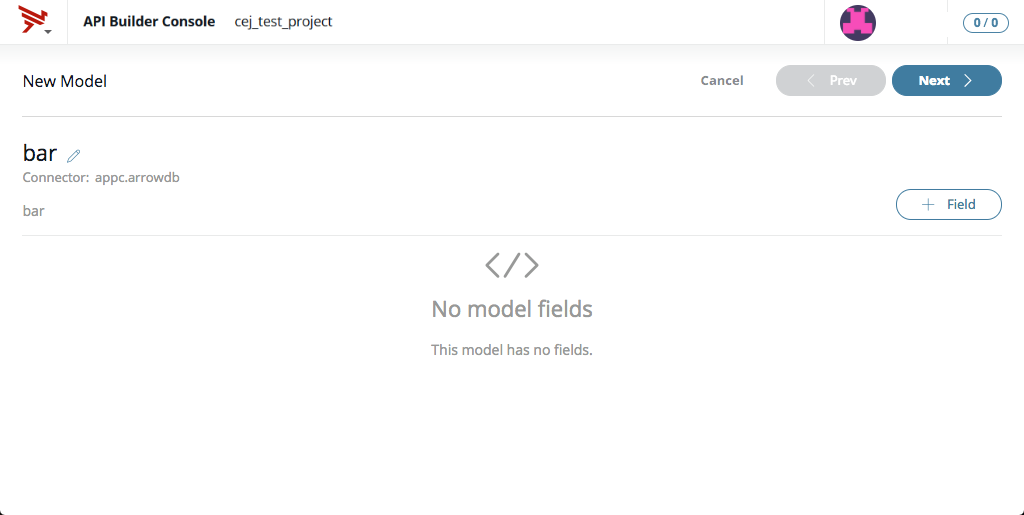 API Builder Console cej_test_project 0 / 0
New Model Cancel Prev Next
bar
Connector: appc.arrowdb
bar
+ Field
</>
No model fields
This model has no fields.